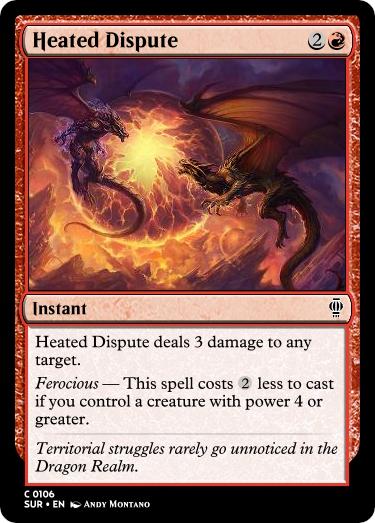 Heated Dispute 2
Instant
Heated Dispute deals 3 damage to any
target.
Ferocious — This spell costs 2 less to cast
if you control a creature with power 4 or
greater.
Territorial struggles rarely go unnoticed in the
Dragon Realm.
C 0106
SUR • EN Andy Montano